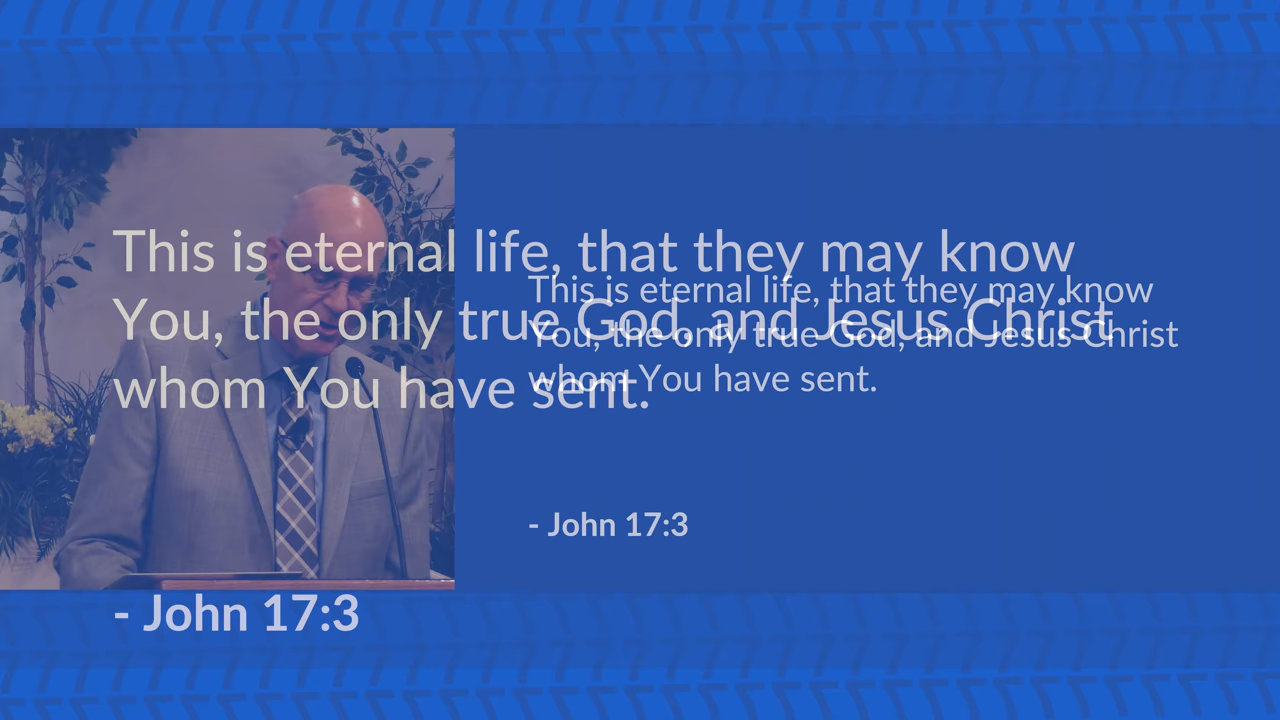 This is eternal life, that they may know
You, the only true God, and Jesus Christ
whom You have sent.
- John 17:3
This is eternal life, that they may know
You, the only true God, and Jesus Christ
whom You have sent.
- John 17:3